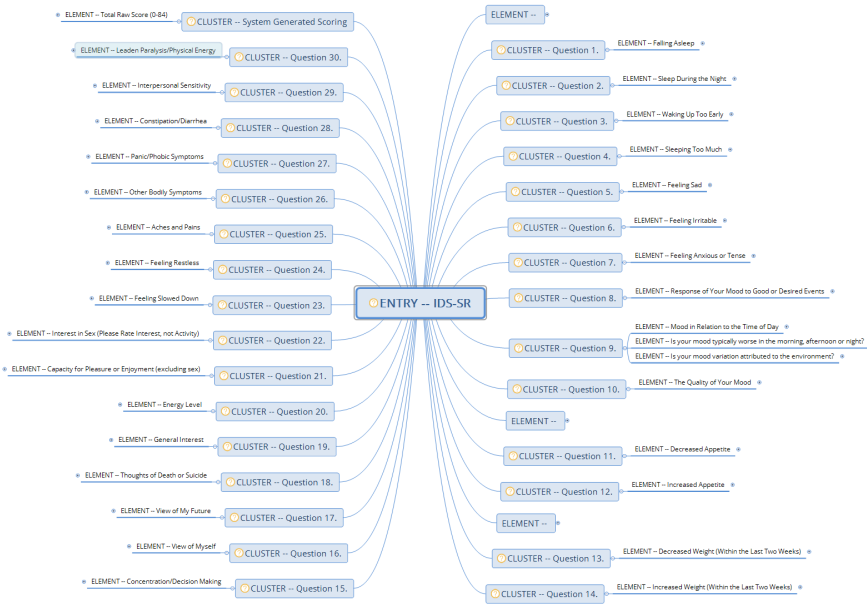 ENTRY -- IDS-SR
ELEMENT --
CLUSTER -- Question 1.
ELEMENT -- Falling Asleep
CLUSTER -- Question 2.
ELEMENT -- Sleep During the Night
CLUSTER -- Question 3.
ELEMENT -- Waking Up Too Early
CLUSTER -- Question 4.
ELEMENT -- Sleeping Too Much
CLUSTER -- Question 5.
ELEMENT -- Feeling Sad
CLUSTER -- Question 6.
ELEMENT -- Feeling Irritable
CLUSTER -- Question 7.
ELEMENT -- Feeling Anxious or Tense
CLUSTER -- Question 8.
ELEMENT -- Response of Your Mood to Good or Desired Events
CLUSTER -- Question 9.
ELEMENT -- Mood in Relation to the Time of Day
ELEMENT -- Is your mood typically worse in the morning, afternoon or night?
ELEMENT -- Is your mood variation attributed to the environment?
CLUSTER -- Question 10.
ELEMENT -- The Quality of Your Mood
ELEMENT --
CLUSTER -- Question 11.
ELEMENT -- Decreased Appetite
CLUSTER -- Question 12.
ELEMENT -- Increased Appetite
ELEMENT --
CLUSTER -- Question 13.
ELEMENT -- Decreased Weight (Within the Last Two Weeks)
CLUSTER -- Question 14.
ELEMENT -- Increased Weight (Within the Last Two Weeks)
CLUSTER -- Question 15.
ELEMENT -- Concentration/Decision Making
CLUSTER -- Question 16.
ELEMENT -- View of Myself
CLUSTER -- Question 17.
ELEMENT -- View of My Future
CLUSTER -- Question 18.
ELEMENT -- Thoughts of Death or Suicide
CLUSTER -- Question 19.
ELEMENT -- General Interest
CLUSTER -- Question 20.
ELEMENT -- Energy Level
CLUSTER -- Question 21.
ELEMENT -- Capacity for Pleasure or Enjoyment (excluding sex)
CLUSTER -- Question 22.
ELEMENT -- Interest in Sex (Please Rate Interest, not Activity)
CLUSTER -- Question 23.
ELEMENT -- Feeling Slowed Down
CLUSTER -- Question 24.
ELEMENT -- Feeling Restless
CLUSTER -- Question 25.
ELEMENT -- Aches and Pains
CLUSTER -- Question 26.
ELEMENT -- Other Bodily Symptoms
CLUSTER -- Question 27.
ELEMENT -- Panic/Phobic Symptoms
CLUSTER -- Question 28.
ELEMENT -- Constipation/Diarrhea
CLUSTER -- Question 29.
ELEMENT -- Interpersonal Sensitivity
CLUSTER -- Question 30.
ELEMENT -- Leaden Paralysis/Physical Energy
CLUSTER -- System Generated Scoring
ELEMENT -- Total Raw Score (0-84)